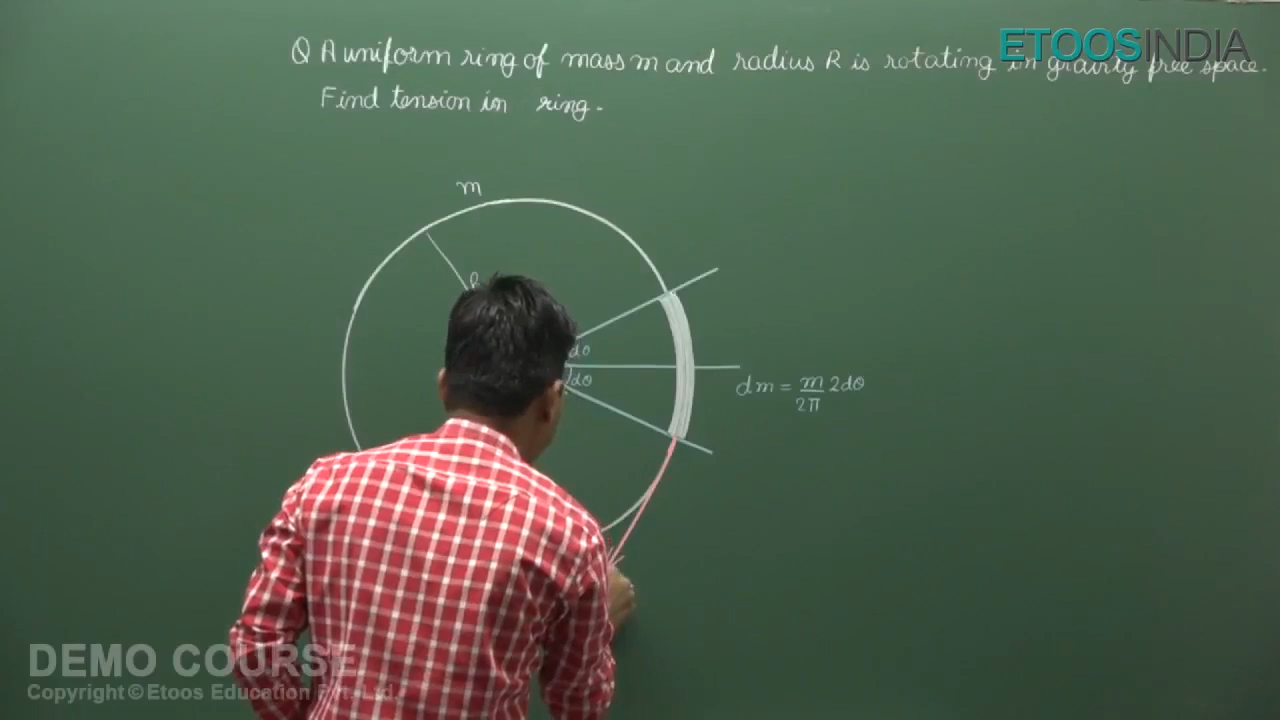 ETOOSINDIA
Q A uniform ring of mass m and radius R is rotating in gravity free space.
Find tension in ring.
m
R
dθ
dθ
dm = m/2π 2dθ
DEMO COURSE
Copyright © Etoos Education Pvt. Ltd.